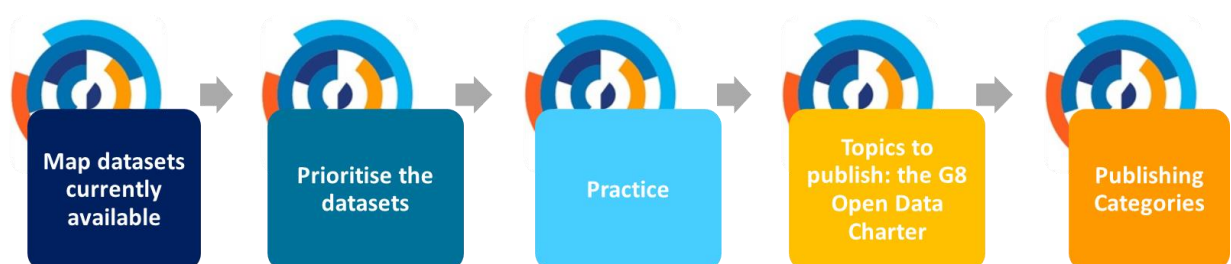 Map datasets
currently
available
Prioritise the
datasets
Practice
Topics to
publish: the G8
Open Data
Charter
Publishing
Categories